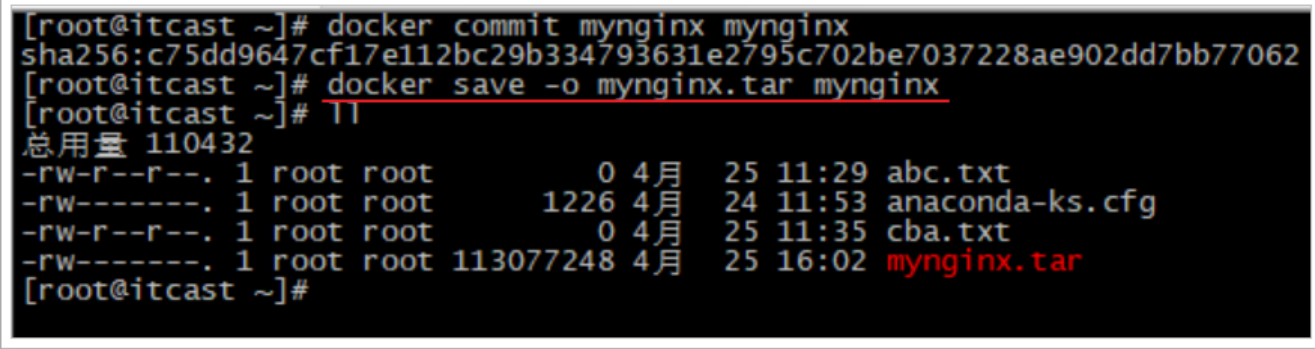 [root@itcast ~]# docker commit mynginx mynginx
sha256:c75dd9647cf17e112bc29b334793631e2795c702be7037228ae902dd7bb77062
[root@itcast ~]# docker save -o mynginx.tar mynginx
[root@itcast ~]# ll
总用量 110432
-rw-r--r--. 1 root root         0 4月  25 11:29 abc.txt
-rw-------. 1 root root      1226 4月  24 11:53 anaconda-ks.cfg
-rw-r--r--. 1 root root         0 4月  25 11:35 cba.txt
-rw-------. 1 root root 113077248 4月  25 16:02 mynginx.tar
[root@itcast ~]#